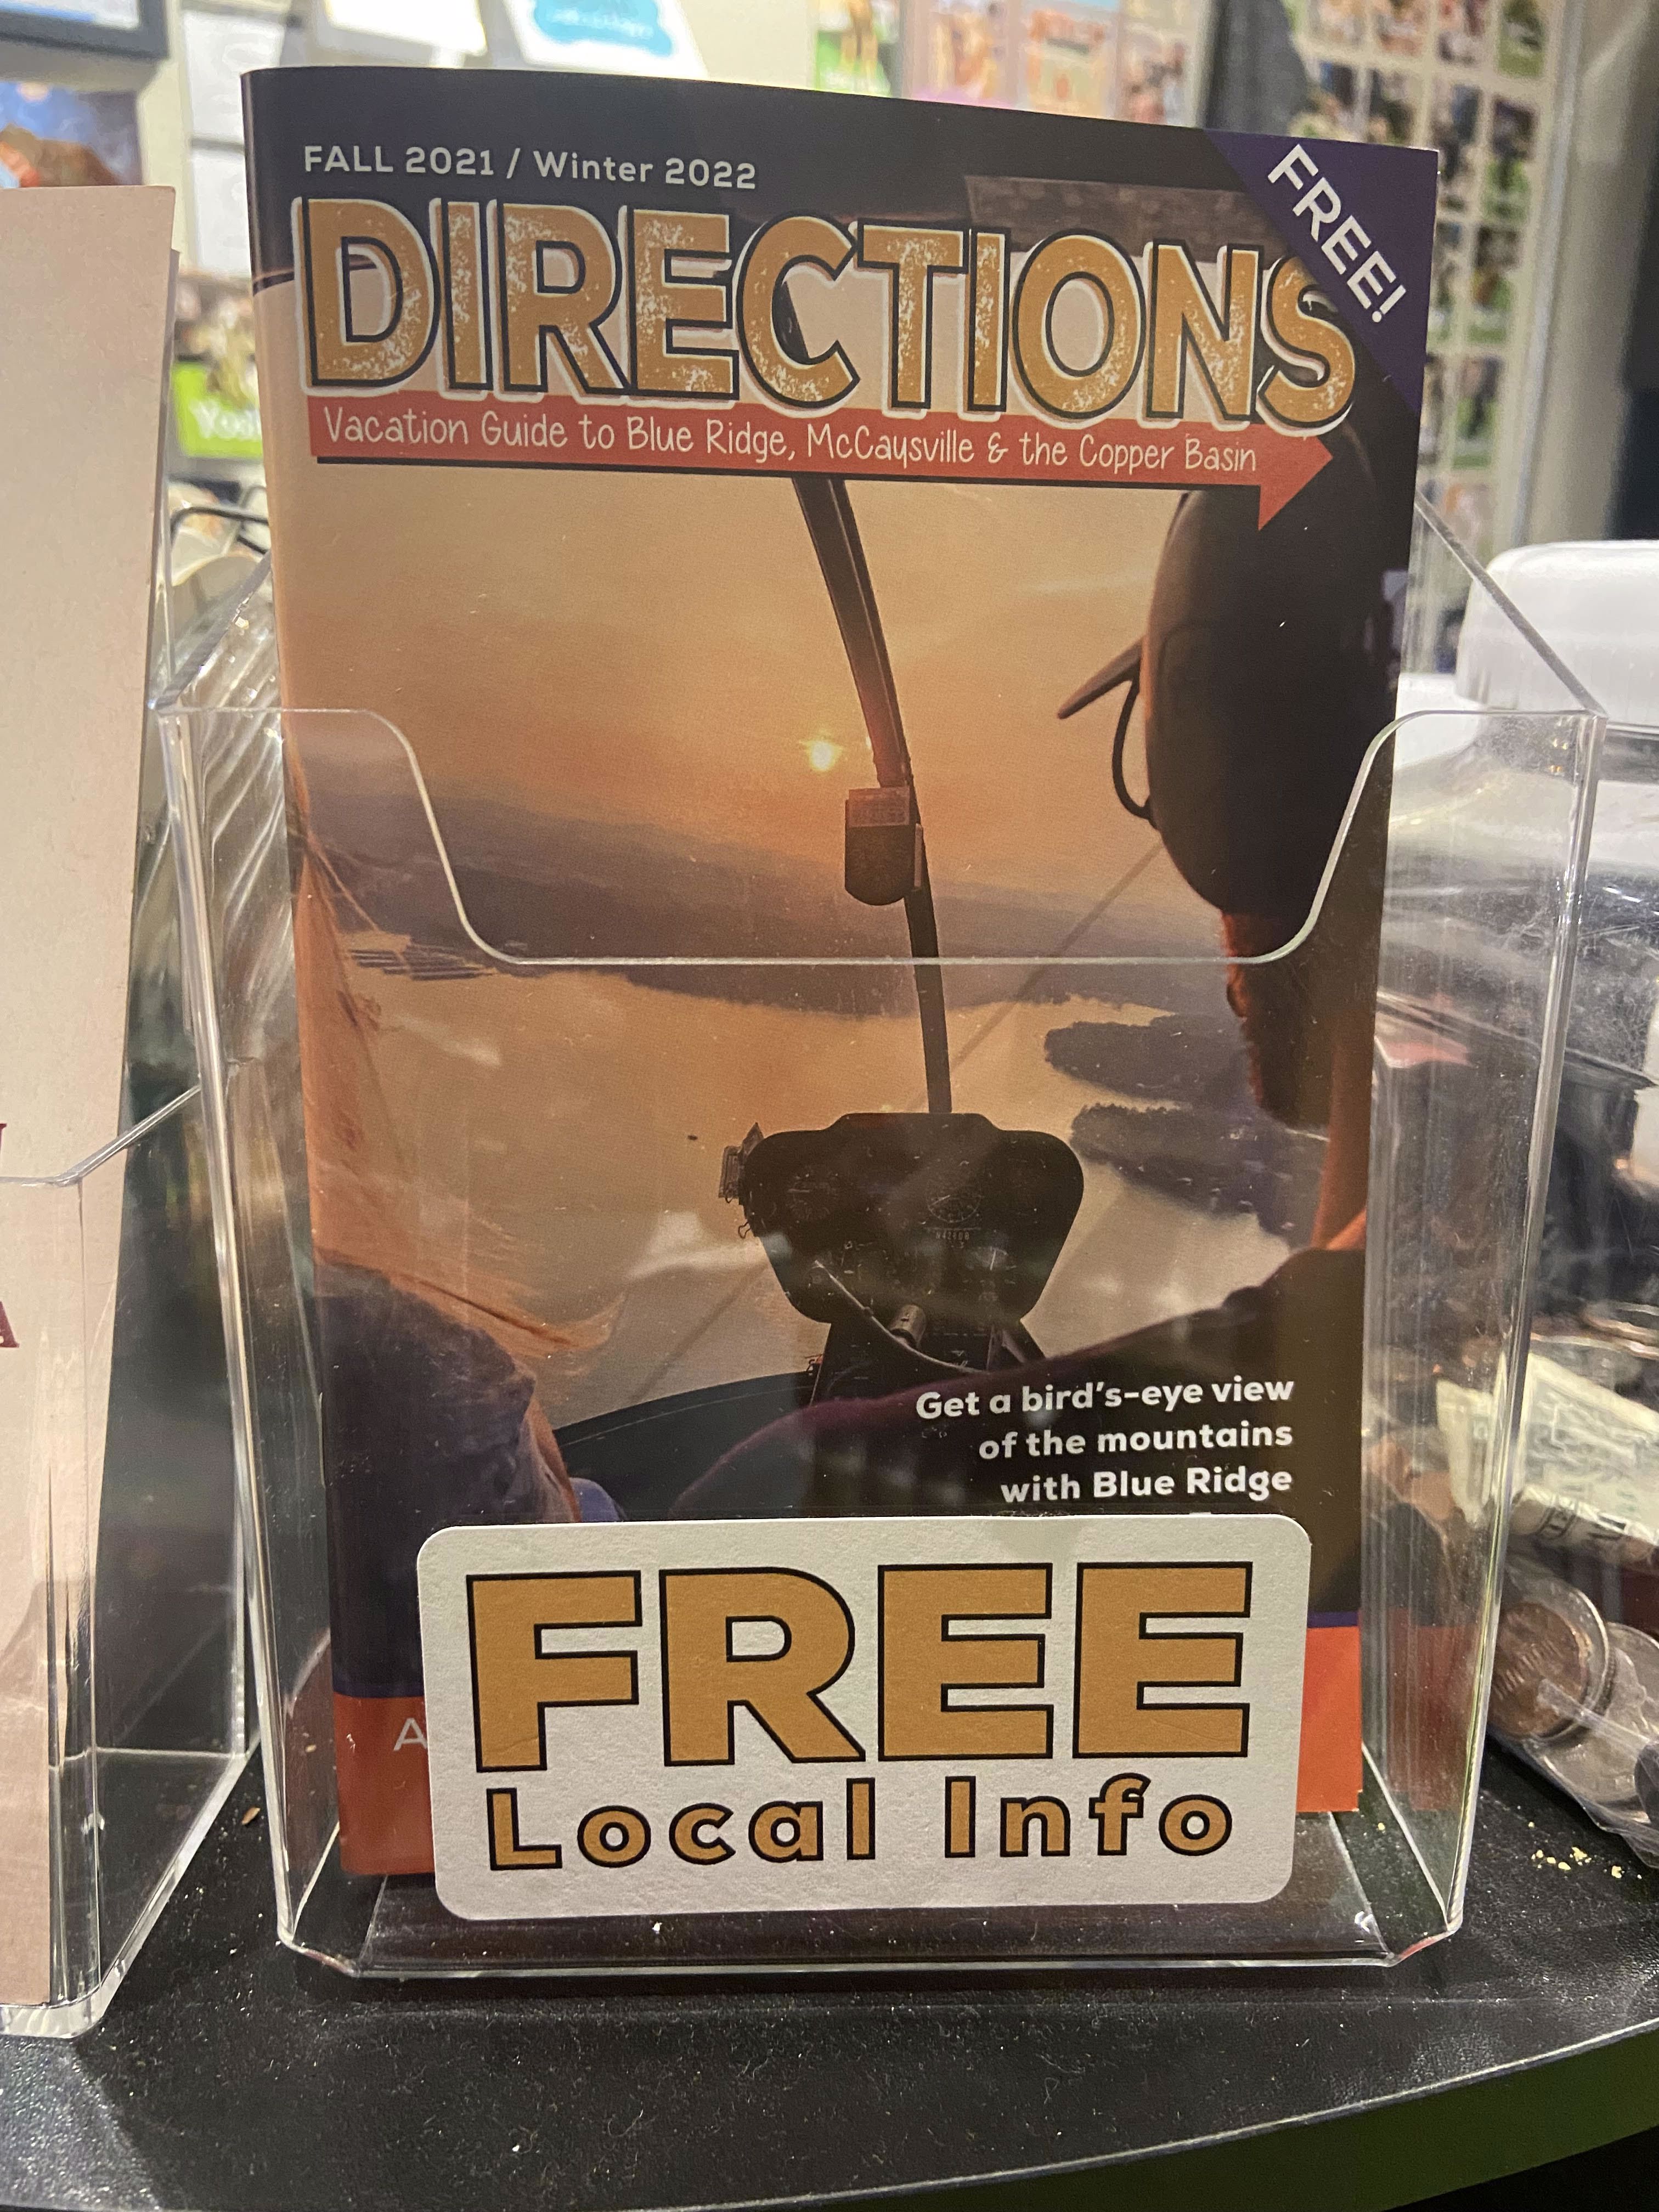 FALL 2021 / Winter 2022
FREE!
DIRECTIONS
Vacation Guide to Blue Ridge, McCaysville & the Copper Basin
Get a bird's-eye view
of the mountains
with Blue Ridge
A
FREE
Local Info